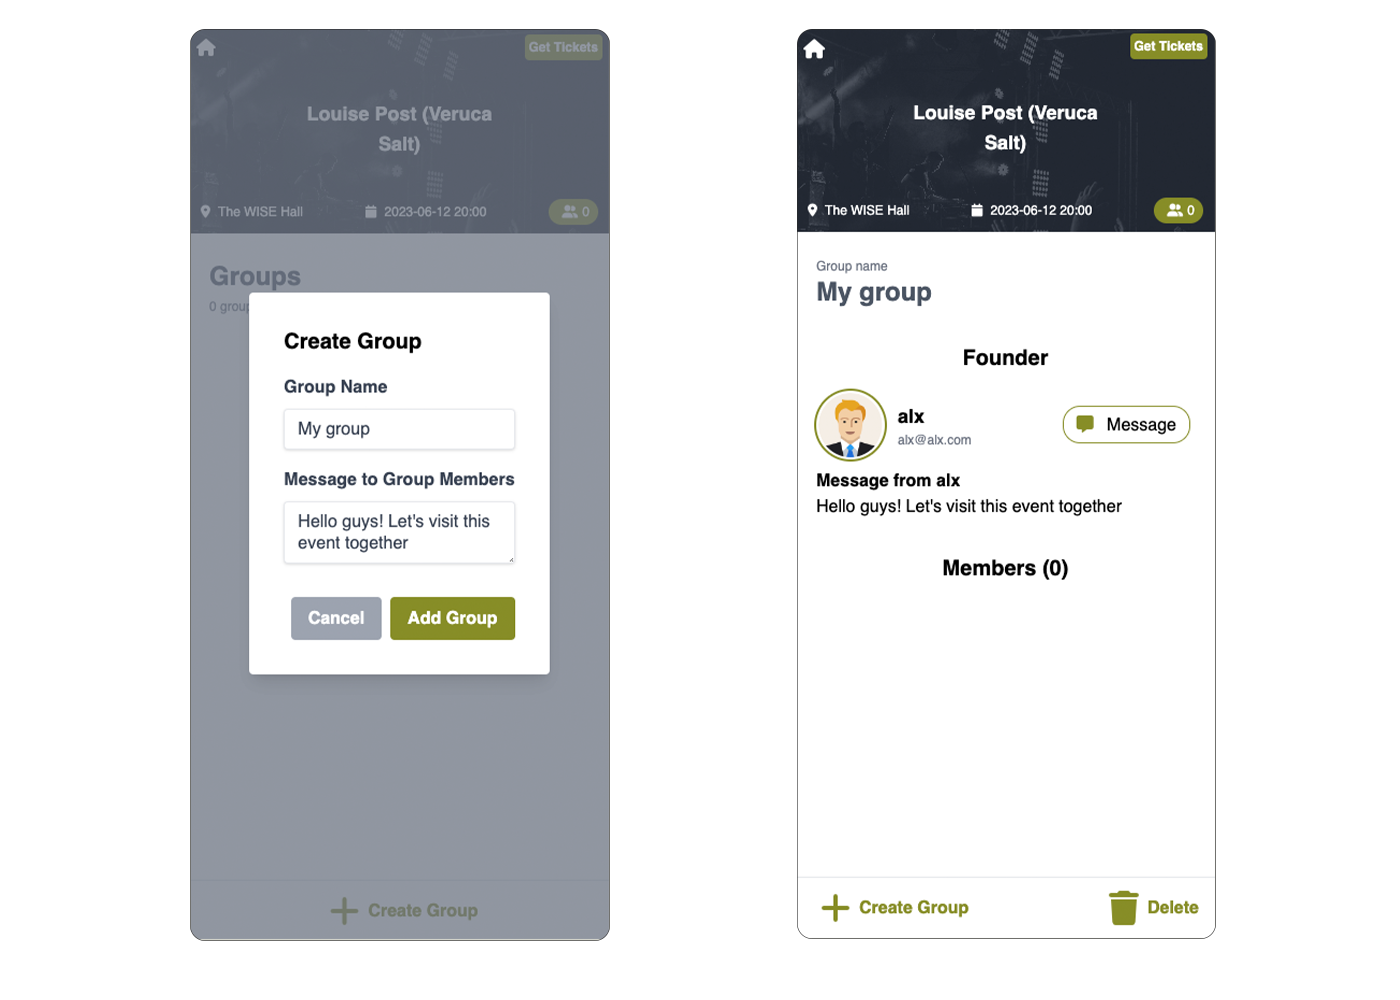 Get Tickets
Louise Post (Veruca
Salt)
The WISE Hall
2023-06-12 20:00
0
Groups
0 group
Create Group
Group Name
My group
Message to Group Members
Hello guys! Let's visit this
event together
Cancel
Add Group
Create Group
Get Tickets
Louise Post (Veruca
Salt)
The WISE Hall
2023-06-12 20:00
0
Group name
My group
Founder
alx
alx@alx.com
Message
Message from alx
Hello guys! Let's visit this event together
Members (0)
Create Group
Delete